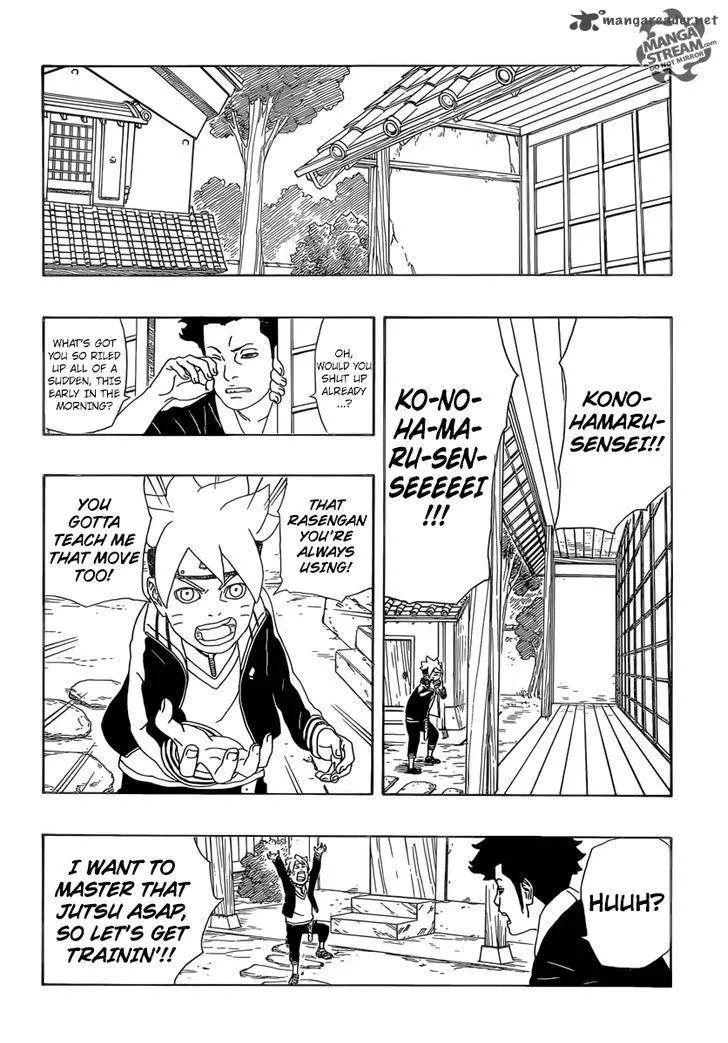 mangareader.net
MANGA
STREAM.com
DO NOT MIRROR
KONO-
HAMARU-
SENSEI!!
KO-NO-
HA-MA-
RU-SEN-
SEEEEEI
!!!
OH,
WOULD YOU
SHUT UP
ALREADY
...?
WHAT'S GOT
YOU SO RILED
UP ALL OF A
SUDDEN, THIS
EARLY IN THE
MORNING?
THAT
RASENGAN
YOU'RE
ALWAYS
USING!
YOU
GOTTA
TEACH ME
THAT MOVE
TOO!
HUUH?
I WANT TO
MASTER THAT
JUTSU ASAP,
SO LET'S GET
TRAININ'!!